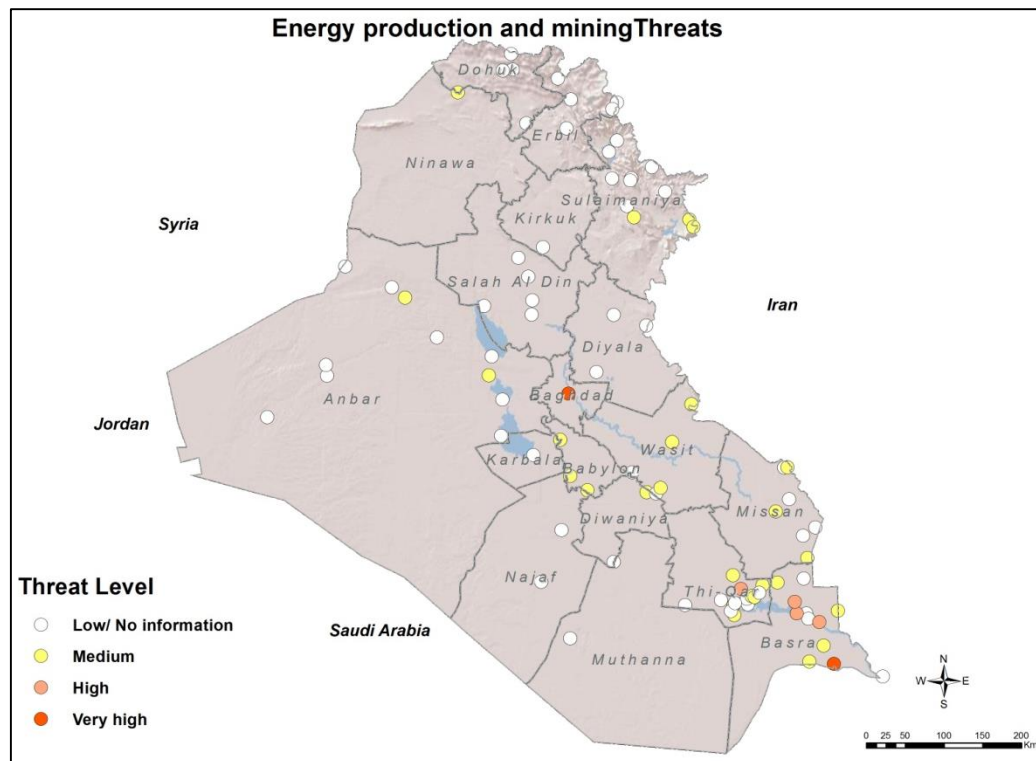 Energy production and miningThreats
Dohuk
Erbil
Ninawa
Sulaimaniya
Kirkuk
Syria
Salah Al Din
Iran
Diyala
Anbar
Baghdad
Jordan
Wasit
Karbala
Babylon
Missan
Diwaniya
Najaf
Thi-Qar
Saudi Arabia
Basra
Muthanna
Threat Level
Low/ No information
Medium
High
Very high
N
W E
S
0 25 50 100 150 200
Km